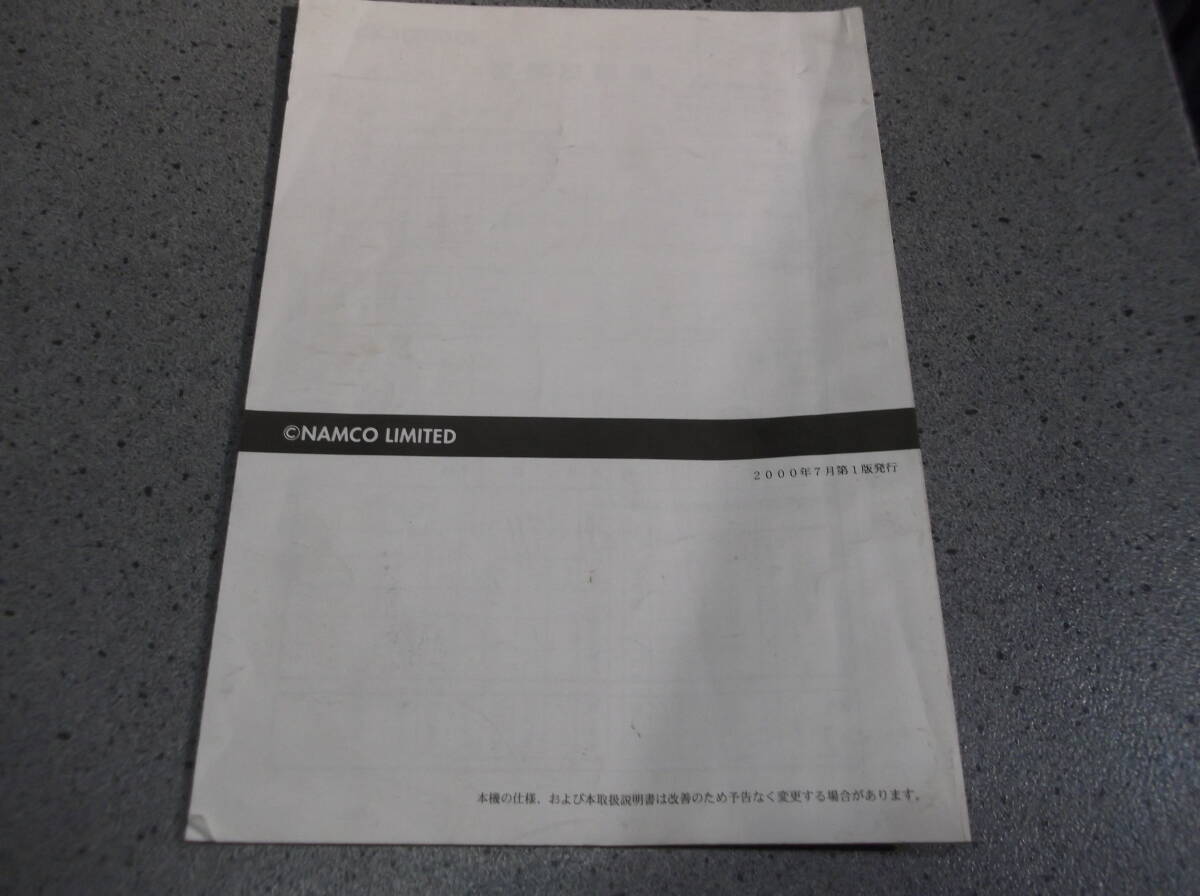 ©NAMCO LIMITED
2000年7月第1版発行
本機の仕様、および本取扱説明書は改善のため予告なく変更する場合があります。